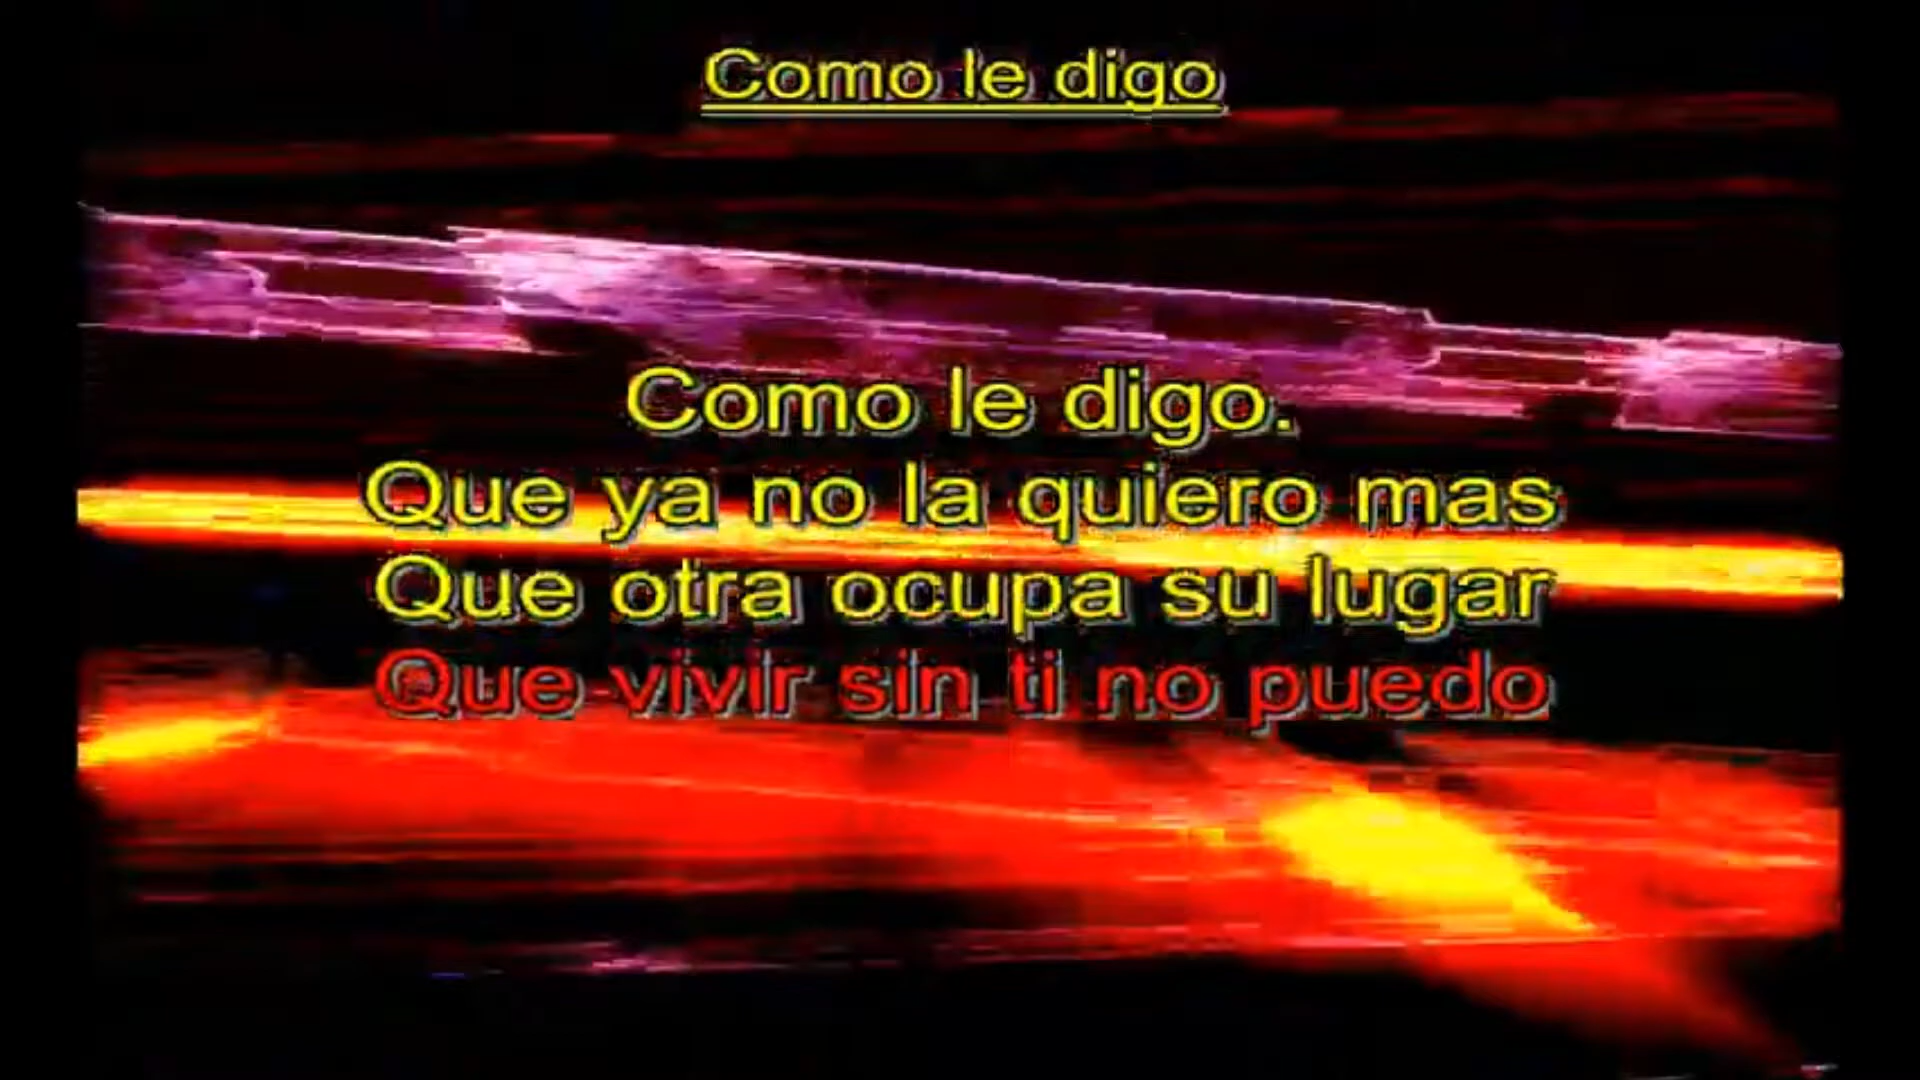 Como le digo
Como le digo.
Que ya no la quiero mas
Que otra ocupa su lugar
Que vivir sin ti no puedo